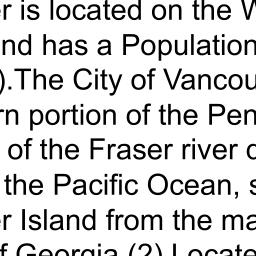 is located on the
nd has a Population
).The City of Vancou
rn portion of the Pen
of the Fraser river
the Pacific Ocean, s
r Island from the ma
f Georgia (2) Locate